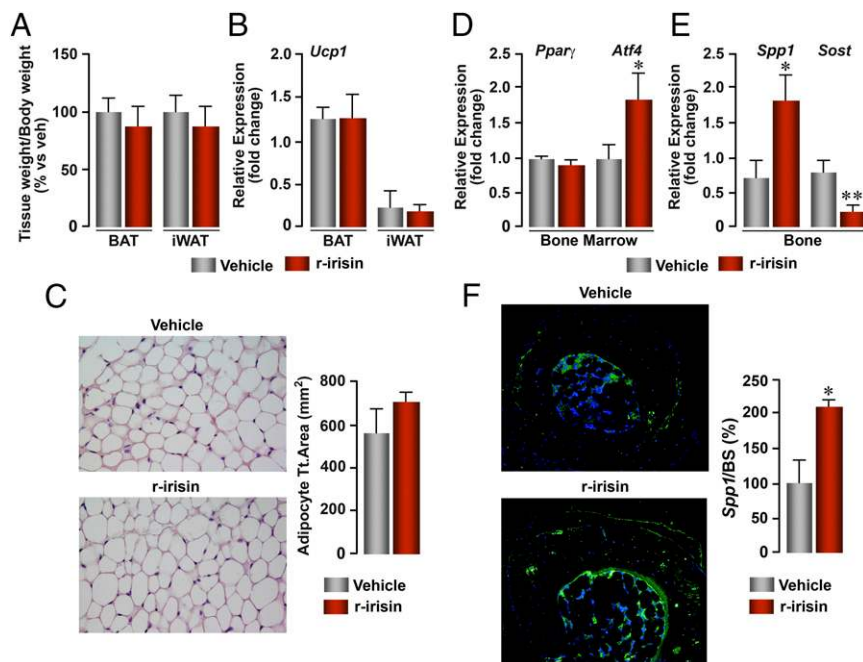 A
Tissue weight/Body weight
(% vs veh)
150
100
50
0
BAT
iWAT
B
Ucp1
Relative Expression
(fold change)
2.0
1.5
1.0
0.5
0
BAT
iWAT
Vehicle
r-irisin
D
Pparγ
Atf4
Relative Expression
(fold change)
2.5
2.0
1.5
1.0
0.5
0
*
Bone Marrow
E
Spp1
Sost
Relative Expression
(fold change)
2.5
2.0
1.5
1.0
0.5
0
*
**
Bone
Vehicle
r-irisin
C
Vehicle
r-irisin
Adipocyte Tt.Area (mm²)
800
600
400
200
0
Vehicle
r-irisin
F
Vehicle
r-irisin
Spp1/BS (%)
250
200
150
100
50
0
*
Vehicle
r-irisin